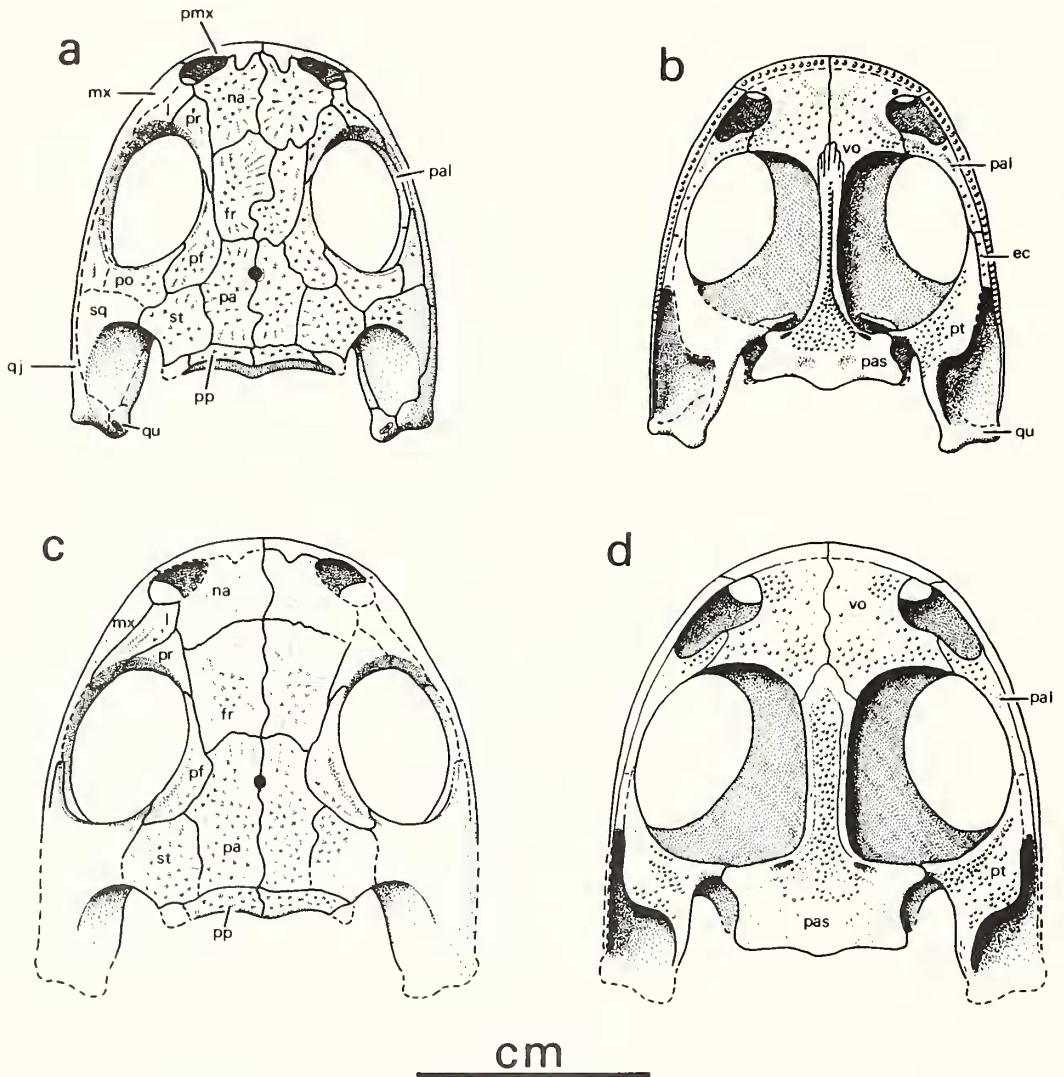 a
pmx
mx
l
na
pr
pal
fr
pf
po
pa
sq
st
qj
pp
qu
b
vo
pal
ec
pt
pas
qu
c
na
mx
l
pr
fr
pf
st
pa
pp
d
vo
pal
pt
pas
cm